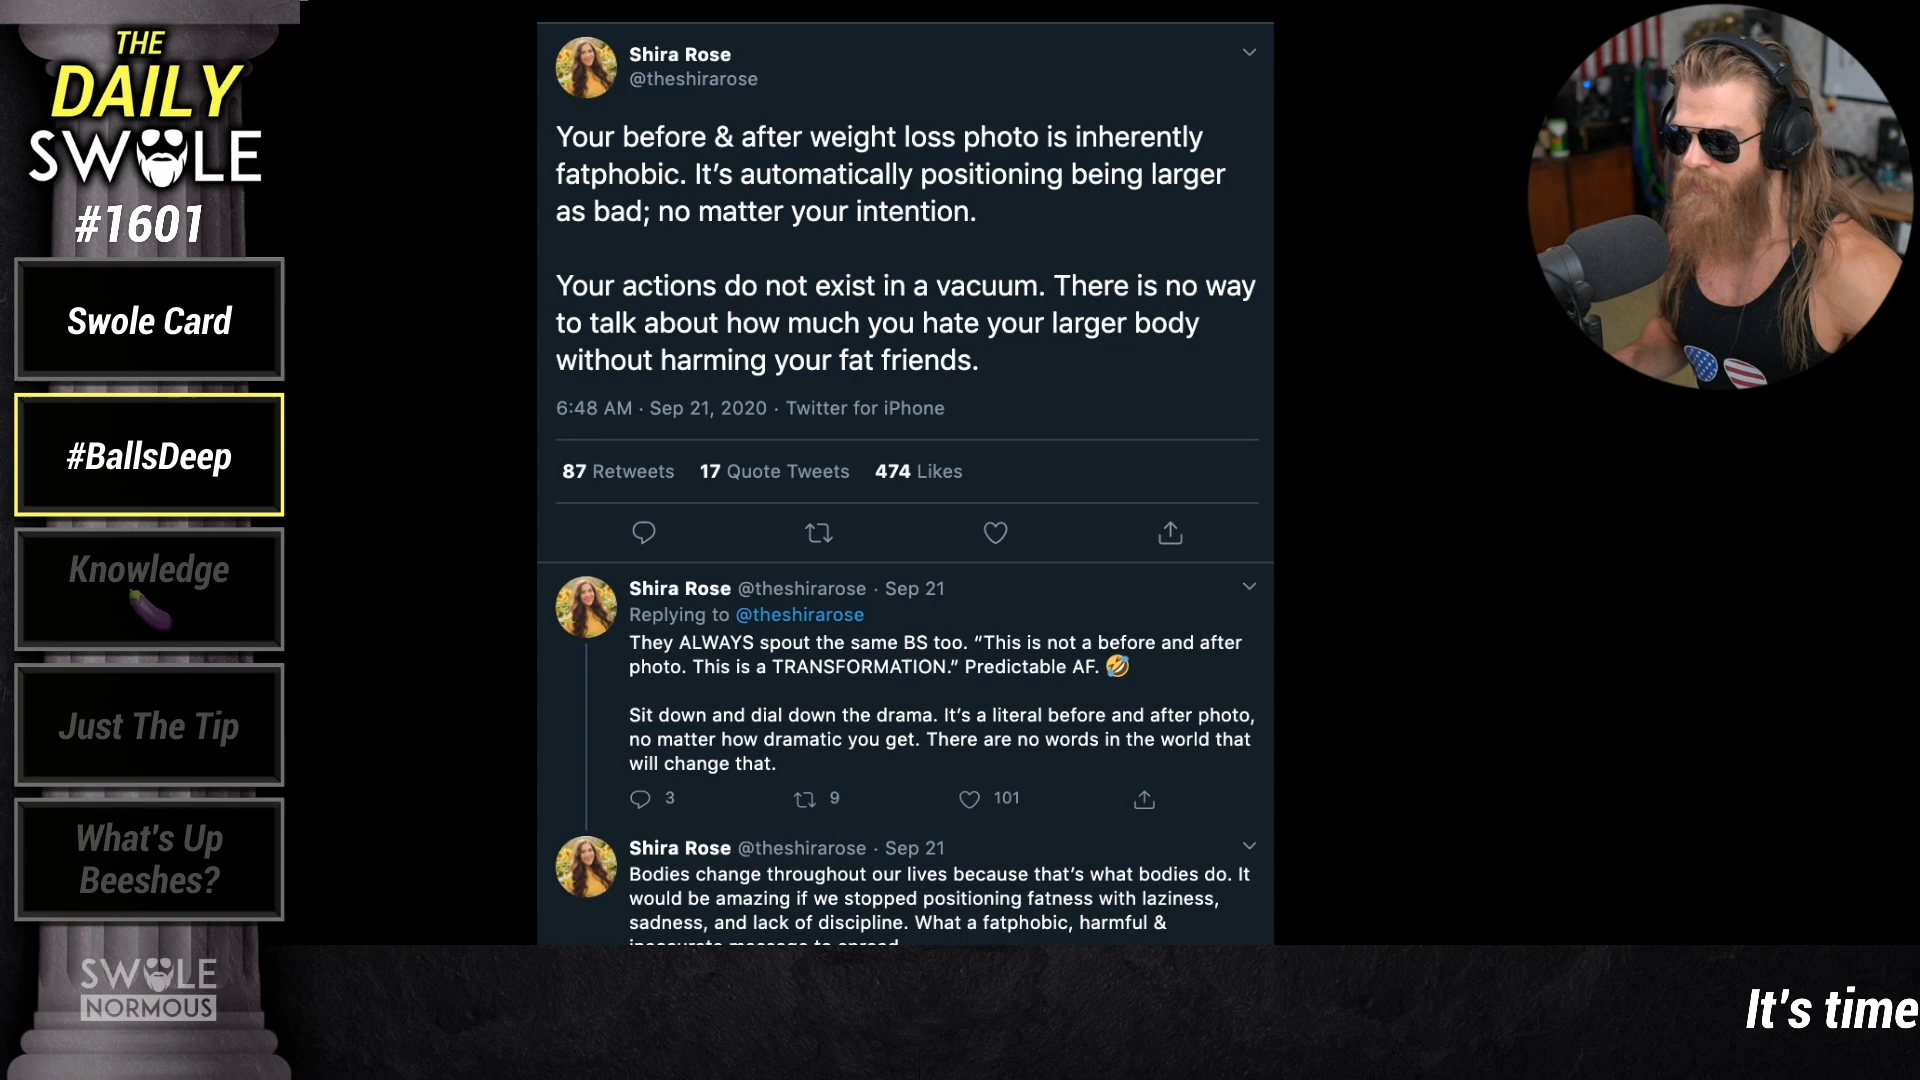 THE
DAILY
SWOLE
#1601
Swole Card
#BallsDeep
Knowledge
Just The Tip
What's Up
Beeshes?
SWOLE
NORMOUS
Shira Rose
@theshirarose
Your before & after weight loss photo is inherently
fatphobic. It’s automatically positioning being larger
as bad; no matter your intention.
Your actions do not exist in a vacuum. There is no way
to talk about how much you hate your larger body
without harming your fat friends.
6:48 AM · Sep 21, 2020 · Twitter for iPhone
87 Retweets 17 Quote Tweets 474 Likes
Shira Rose @theshirarose · Sep 21
Replying to @theshirarose
They ALWAYS spout the same BS too. “This is not a before and after
photo. This is a TRANSFORMATION.” Predictable AF. 🤣
Sit down and dial down the drama. It’s a literal before and after photo,
no matter how dramatic you get. There are no words in the world that
will change that.
3 9 101
Shira Rose @theshirarose · Sep 21
Bodies change throughout our lives because that’s what bodies do. It
would be amazing if we stopped positioning fatness with laziness,
sadness, and lack of discipline. What a fatphobic, harmful &
It's time